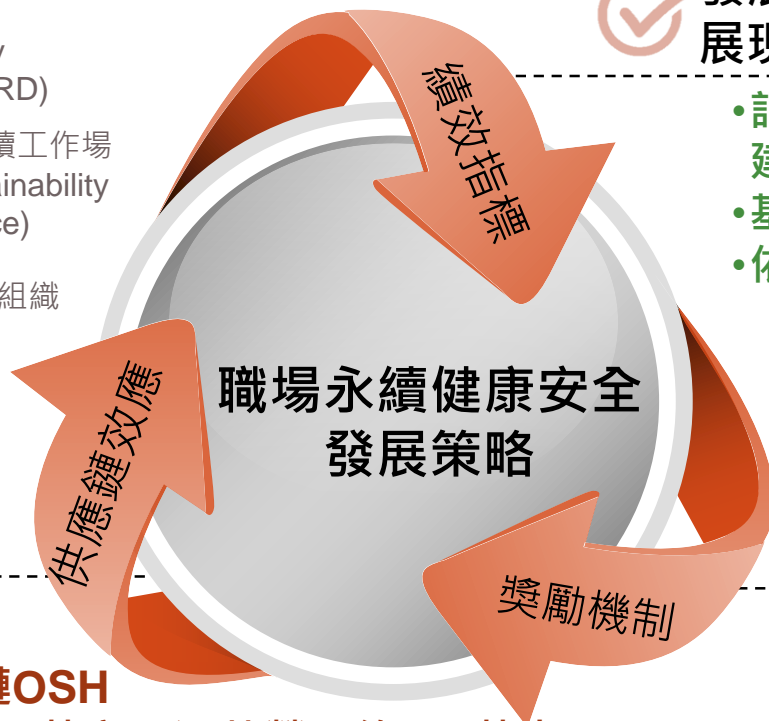 RD)
續工作場
inability
ce)
組織
展現
績效指標
職場永續健康安全
發展策略
供應鏈效應
獎勵機制
鏈OSH